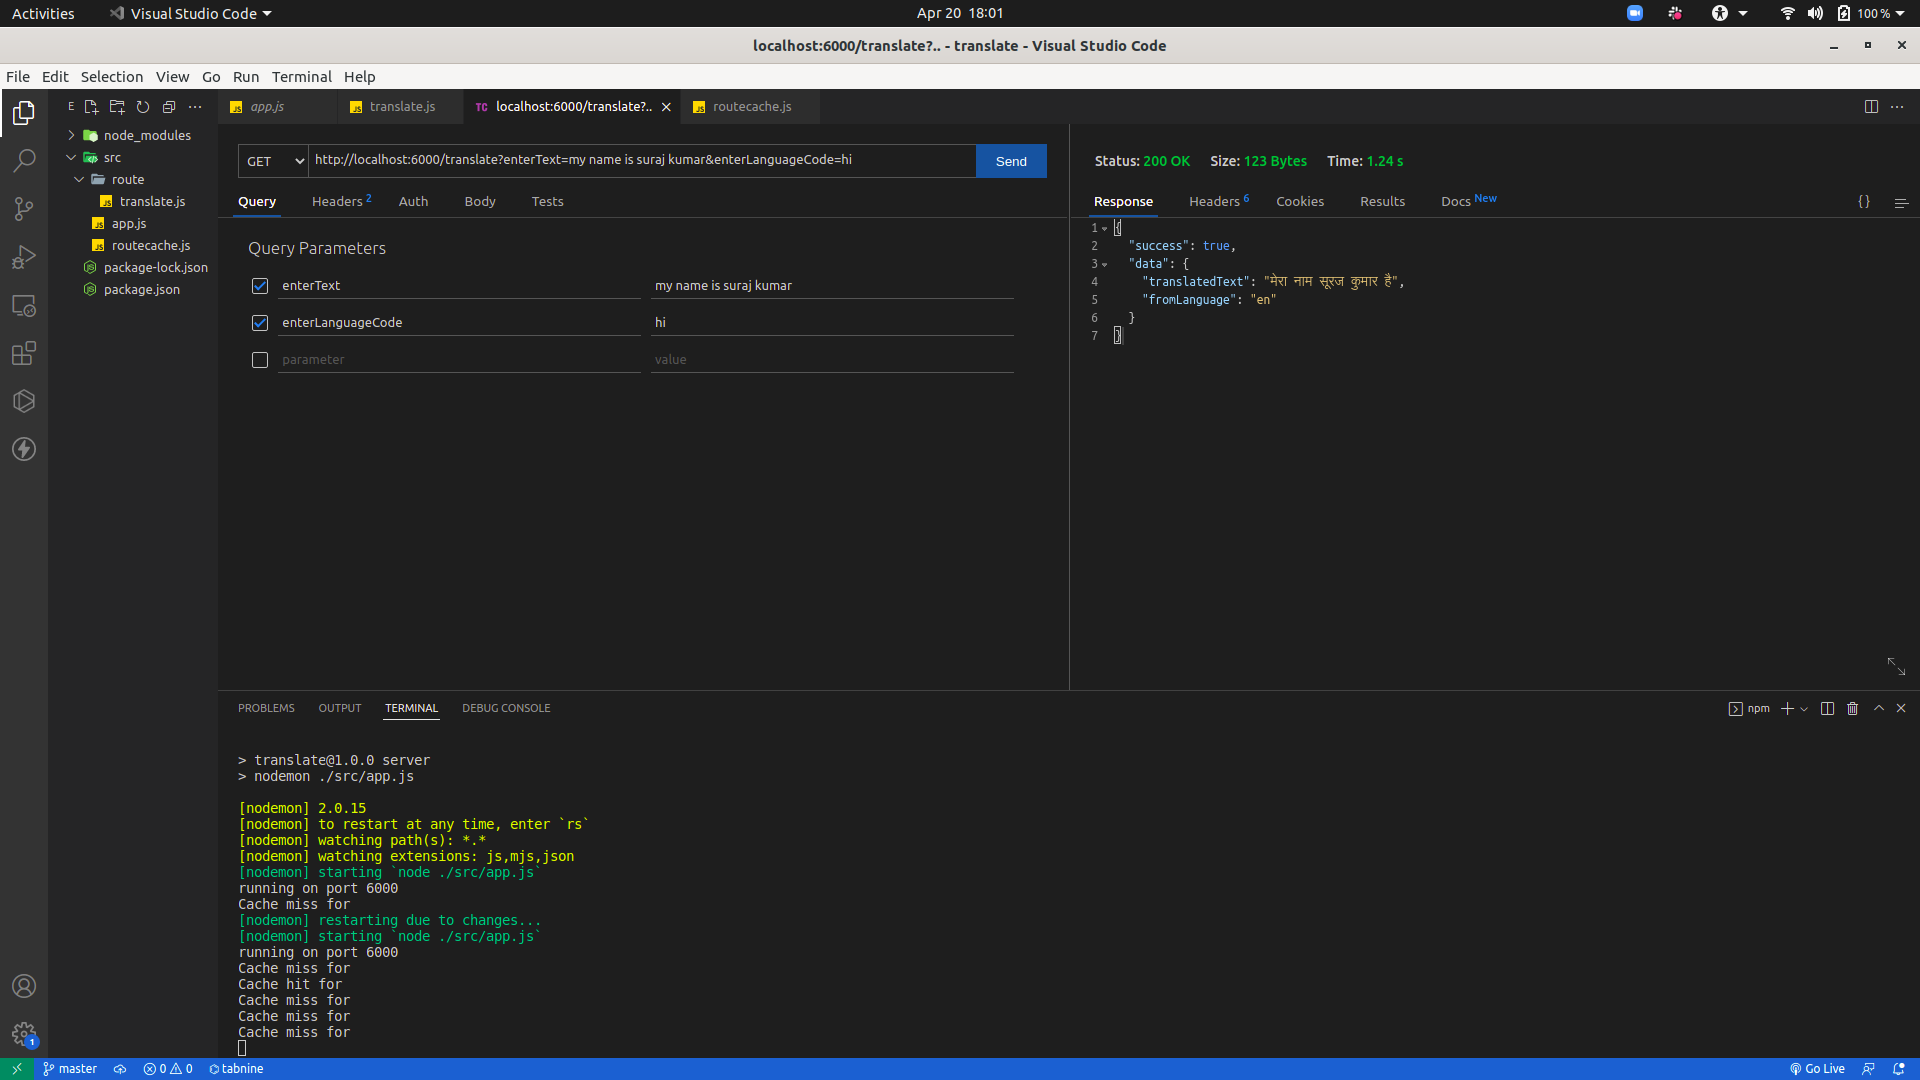 Activities
Visual Studio Code
Apr 20 18:01
100 %
localhost:6000/translate?.. - translate - Visual Studio Code
File Edit Selection View Go Run Terminal Help
E
app.js
translate.js
TC localhost:6000/translate?..
routecache.js
node_modules
src
route
translate.js
app.js
routecache.js
package-lock.json
package.json
GET
http://localhost:6000/translate?enterText=my name is suraj kumar&enterLanguageCode=hi
Send
Query Headers 2 Auth Body Tests
Query Parameters
enterText my name is suraj kumar
enterLanguageCode hi
parameter value
Status: 200 OK Size: 123 Bytes Time: 1.24 s
Response Headers 6 Cookies Results Docs New
{}
1 {
2 "success": true,
3 "data": {
4 "translatedText": "मेरा नाम सूरज कुमार है",
5 "fromLanguage": "en"
6 }
7 }
PROBLEMS OUTPUT TERMINAL DEBUG CONSOLE
npm
> translate@1.0.0 server
> nodemon ./src/app.js
[nodemon] 2.0.15
[nodemon] to restart at any time, enter `rs`
[nodemon] watching path(s): *.*
[nodemon] watching extensions: js,mjs,json
[nodemon] starting `node ./src/app.js`
running on port 6000
Cache miss for
[nodemon] restarting due to changes...
[nodemon] starting `node ./src/app.js`
running on port 6000
Cache miss for
Cache hit for
Cache miss for
Cache miss for
Cache miss for
1
master
0 0
tabnine
Go Live